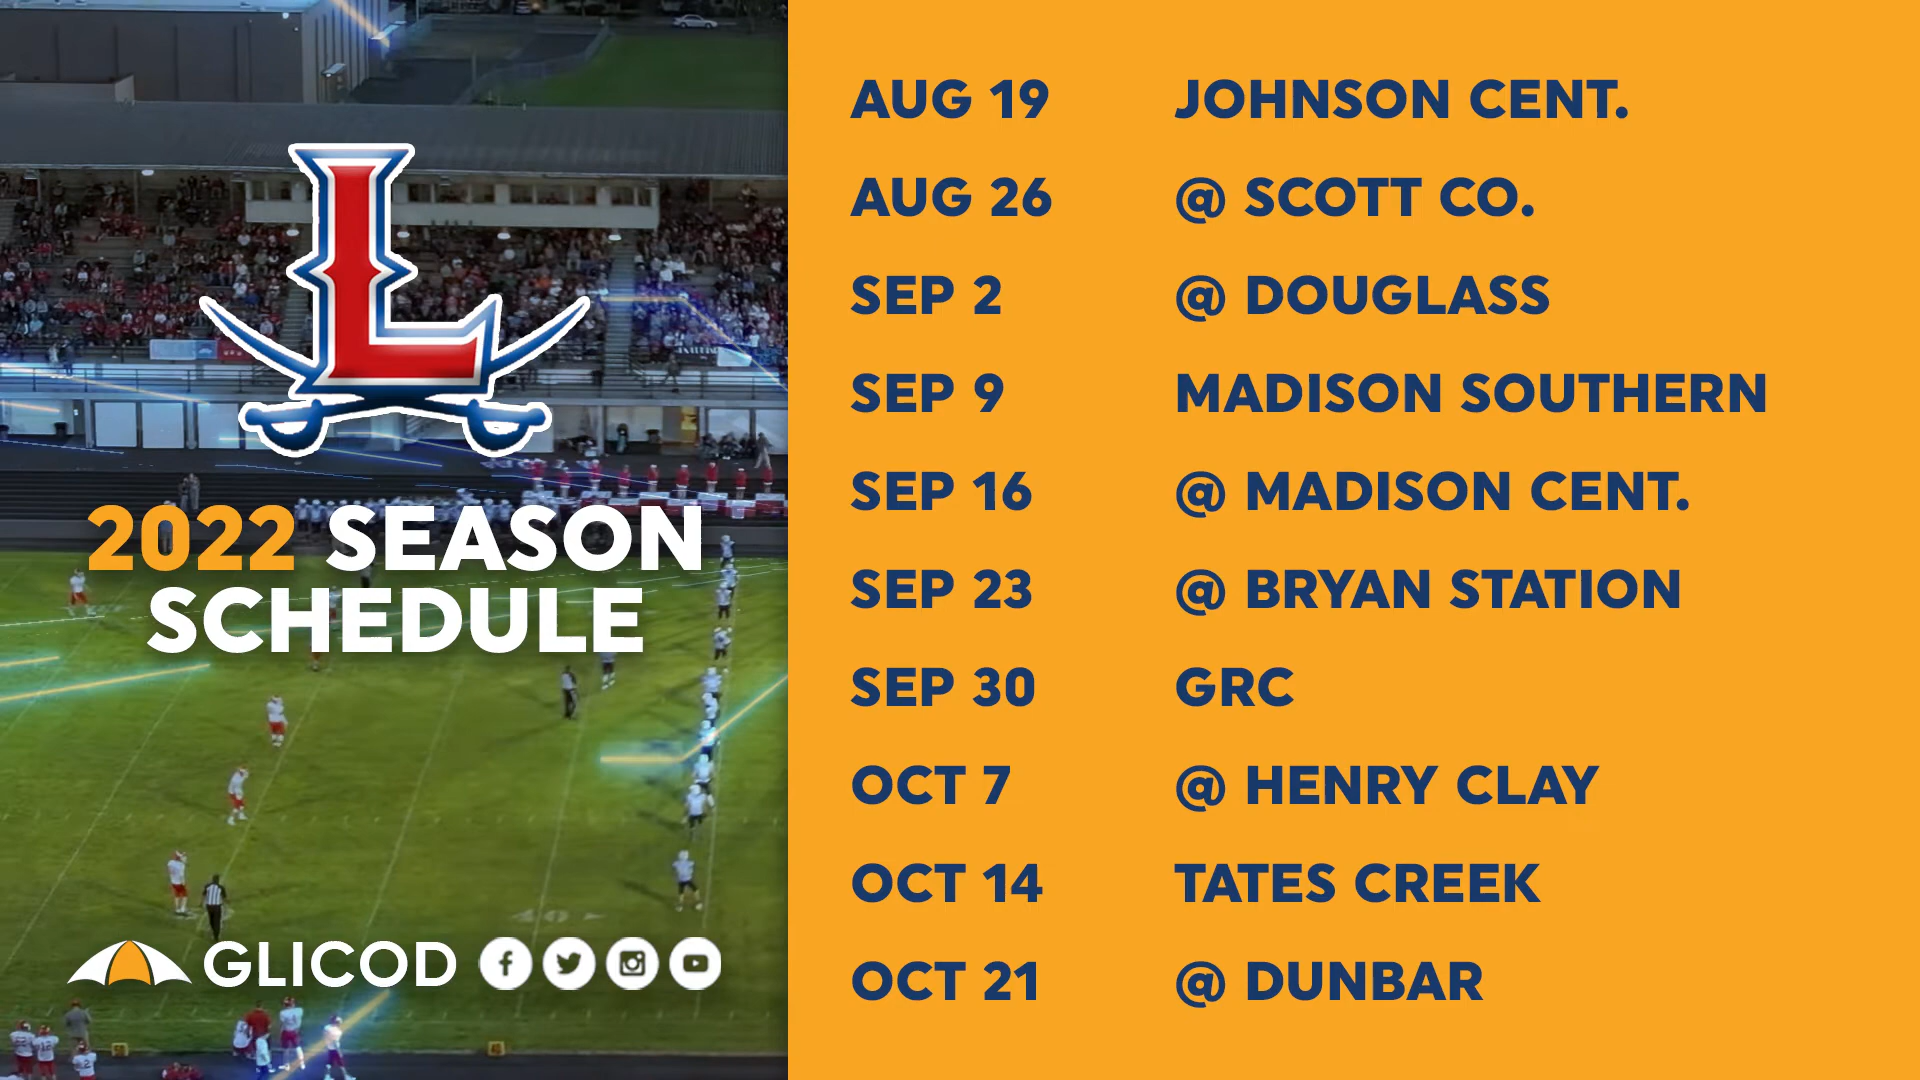 L
2022 SEASON
SCHEDULE
GLICOD
AUG 19 JOHNSON CENT.
AUG 26 @ SCOTT CO.
SEP 2 @ DOUGLASS
SEP 9 MADISON SOUTHERN
SEP 16 @ MADISON CENT.
SEP 23 @ BRYAN STATION
SEP 30 GRC
OCT 7 @ HENRY CLAY
OCT 14 TATES CREEK
OCT 21 @ DUNBAR